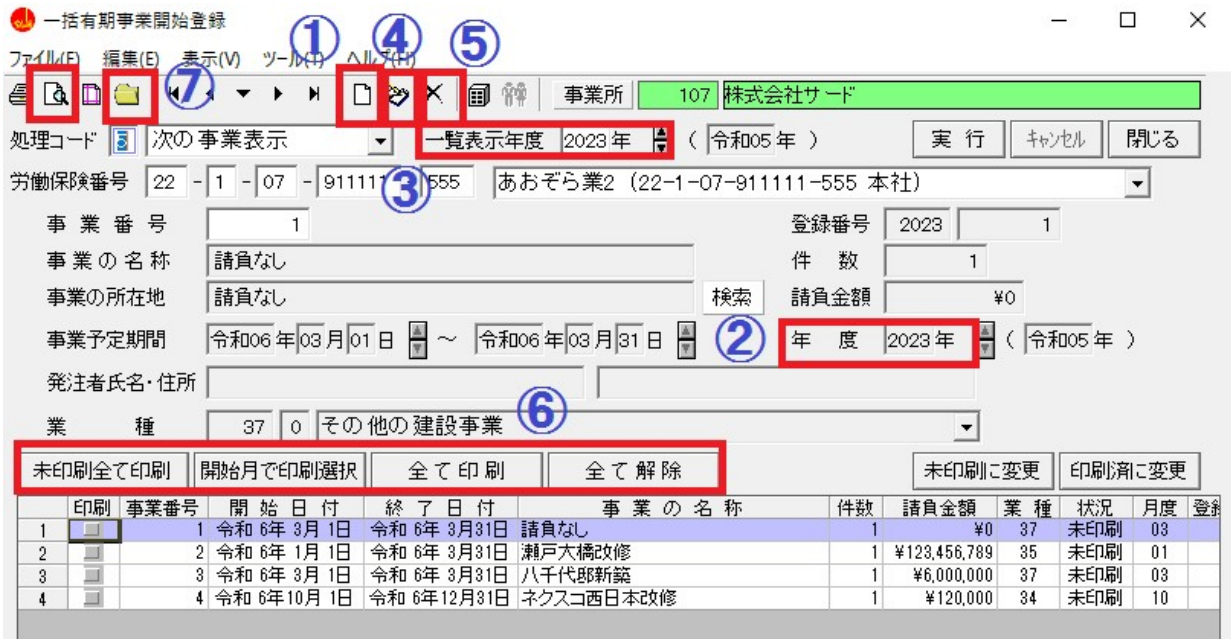 一括有期事業開始登録
ファイル(F) 編集(E) 表示(V) ツール(T) ヘルプ(H)
① ④ ⑤
⑦ 事業所 107 株式会社サード
処理コード 3 次の事業表示 一覧表示年度 2023年 ( 令和05年 ) 実 行 キャンセル 閉じる
労働保険番号 22 - 1 - 07 - 911111 ③ 555 あおぞら業2 (22-1-07-911111-555 本社)
事 業 番 号 1 登録番号 2023 1
事業の名称 請負なし 件 数 1
事業の所在地 請負なし 検索 請負金額 ¥0
事業予定期間 令和06年03月01日 ～ 令和06年03月31日 ② 年 度 2023年 ( 令和05年 )
発注者氏名・住所
業 種 37 0 その他の建設事業 ⑥
未印刷全て印刷 開始月で印刷選択 全て印刷 全て解除 未印刷に変更 印刷済に変更
印刷 事業番号 開始日付 終了日付 事業の名称 件数 請負金額 業種 状況 月度
1 1 令和 6年 3月 1日 令和 6年 3月31日 請負なし 1 ¥0 37 未印刷 03
2 2 令和 6年 1月 1日 令和 6年 3月31日 瀬戸大橋改修 1 ¥123,456,789 35 未印刷 01
3 3 令和 6年 3月 1日 令和 6年 3月31日 八千代邸新築 1 ¥6,000,000 37 未印刷 03
4 4 令和 6年10月 1日 令和 6年12月31日 ネクスコ西日本改修 1 ¥120,000 34 未印刷 10